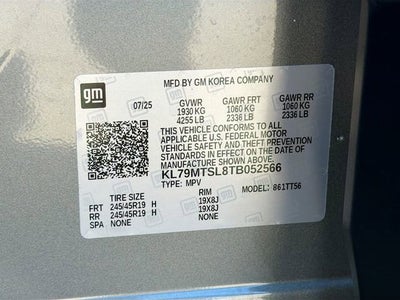 gm
MFD BY GM KOREA COMPANY
07/25 GVWR GAWR FRT GAWR RR
1930 KG 1060 KG 1060 KG
4255 LB 2336 LB 2336 LB
THIS VEHICLE CONFORMS TO ALL
APPLICABLE U.S. FEDERAL MOTOR
VEHICLE SAFETY AND THEFT PREVENTION
STANDARDS IN EFFECT ON THE DATE OF
MANUFACTURE SHOWN ABOVE.
KL79MTSL8TB052566
TYPE: MPV MODEL: 861TT56
TIRE SIZE RIM
FRT 245/45R19 H 19X8J
RR 245/45R19 H 19X8J
SPA NONE NONE